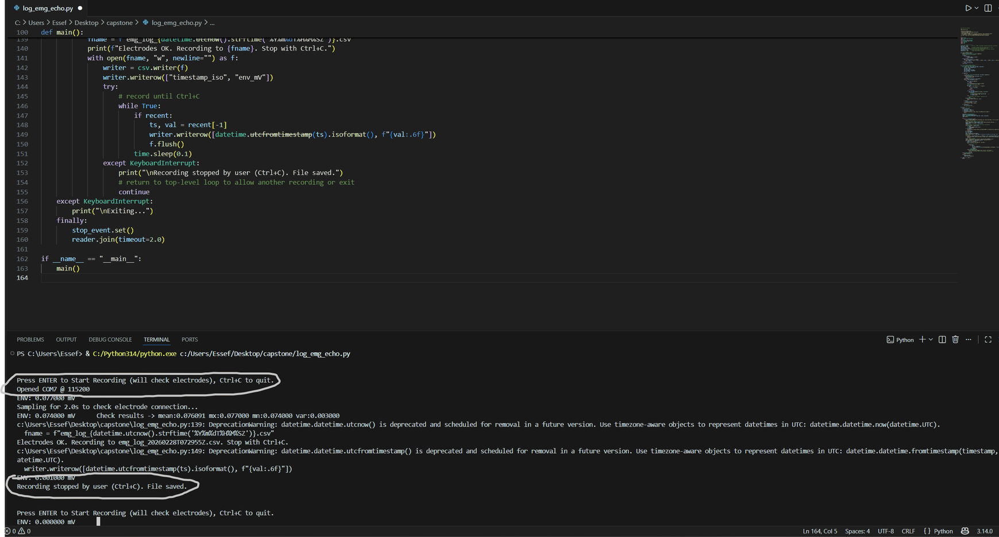 log_emg_echo.py
C: > Users > Essef > Desktop > capstone > log_emg_echo.py > ...
100 def main():
139 fname = f"emg_log_{datetime.utcnow().strftime('%Y%m%dT%H%M%SZ')}.csv"
140 print(f"Electrodes OK. Recording to {fname}. Stop with Ctrl+C.")
141 with open(fname, "w", newline="") as f:
142 writer = csv.writer(f)
143 writer.writerow(["timestamp_iso", "env_mV"])
144 try:
145 # record until Ctrl+C
146 while True:
147 if recent:
148 ts, val = recent[-1]
149 writer.writerow([datetime.utcfromtimestamp(ts).isoformat(), f"{val:.6f}"])
150 f.flush()
151 time.sleep(0.1)
152 except KeyboardInterrupt:
153 print("\nRecording stopped by user (Ctrl+C). File saved.")
154 # return to top-level loop to allow another recording or exit
155 continue
156 except KeyboardInterrupt:
157 print("\nExiting...")
158 finally:
159 stop_event.set()
160 reader.join(timeout=2.0)
161
162 if __name__ == "__main__":
163 main()
164
PROBLEMS OUTPUT DEBUG CONSOLE TERMINAL PORTS Python
PS C:\Users\Essef> & C:/Python314/python.exe c:/Users/Essef/Desktop/capstone/log_emg_echo.py
Press ENTER to Start Recording (will check electrodes), Ctrl+C to quit.
Opened COM7 @ 115200
ENV: 0.077000 mV
Sampling for 2.0s to check electrode connection...
ENV: 0.074000 mV Check results -> mean:0.076091 mx:0.077000 mn:0.074000 var:0.003000
c:\Users\Essef\Desktop\capstone\log_emg_echo.py:139: DeprecationWarning: datetime.datetime.utcnow() is deprecated and scheduled for removal in a future version. Use timezone-aware objects to represent datetimes in UTC: datetime.datetime.now(datetime.UTC).
fname = f"emg_log_{datetime.utcnow().strftime('%Y%m%dT%H%M%SZ')}.csv"
Electrodes OK. Recording to emg_log_20260228T072955Z.csv. Stop with Ctrl+C.
c:\Users\Essef\Desktop\capstone\log_emg_echo.py:149: DeprecationWarning: datetime.datetime.utcfromtimestamp() is deprecated and scheduled for removal in a future version. Use timezone-aware objects to represent datetimes in UTC: datetime.datetime.fromtimestamp(timestamp,
atetime.UTC).
writer.writerow([datetime.utcfromtimestamp(ts).isoformat(), f"{val:.6f}"])
ENV: 0.001000 mV
Recording stopped by user (Ctrl+C). File saved.
Press ENTER to Start Recording (will check electrodes), Ctrl+C to quit.
ENV: 0.000000 mV
0 0 Ln 164, Col 5 Spaces: 4 UTF-8 CRLF { } Python 3.14.0